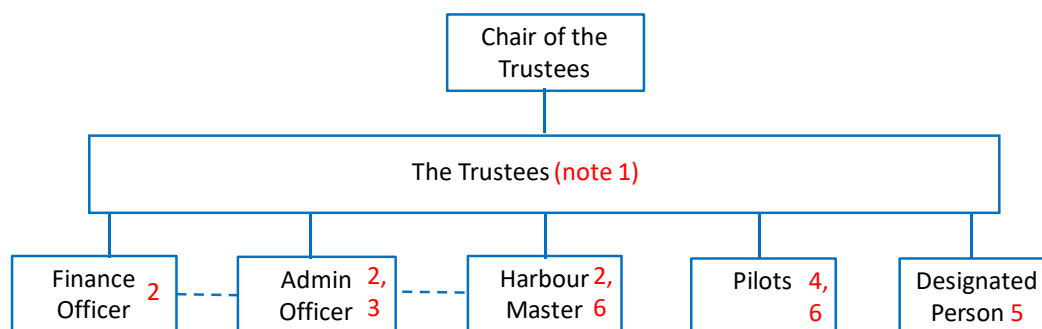 Chair of the
Trustees
The Trustees (note 1)
Finance
Officer 2
Admin 2,
Officer 3
Harbour 2,
Master 6
Pilots 4,
6
Designated
Person 5